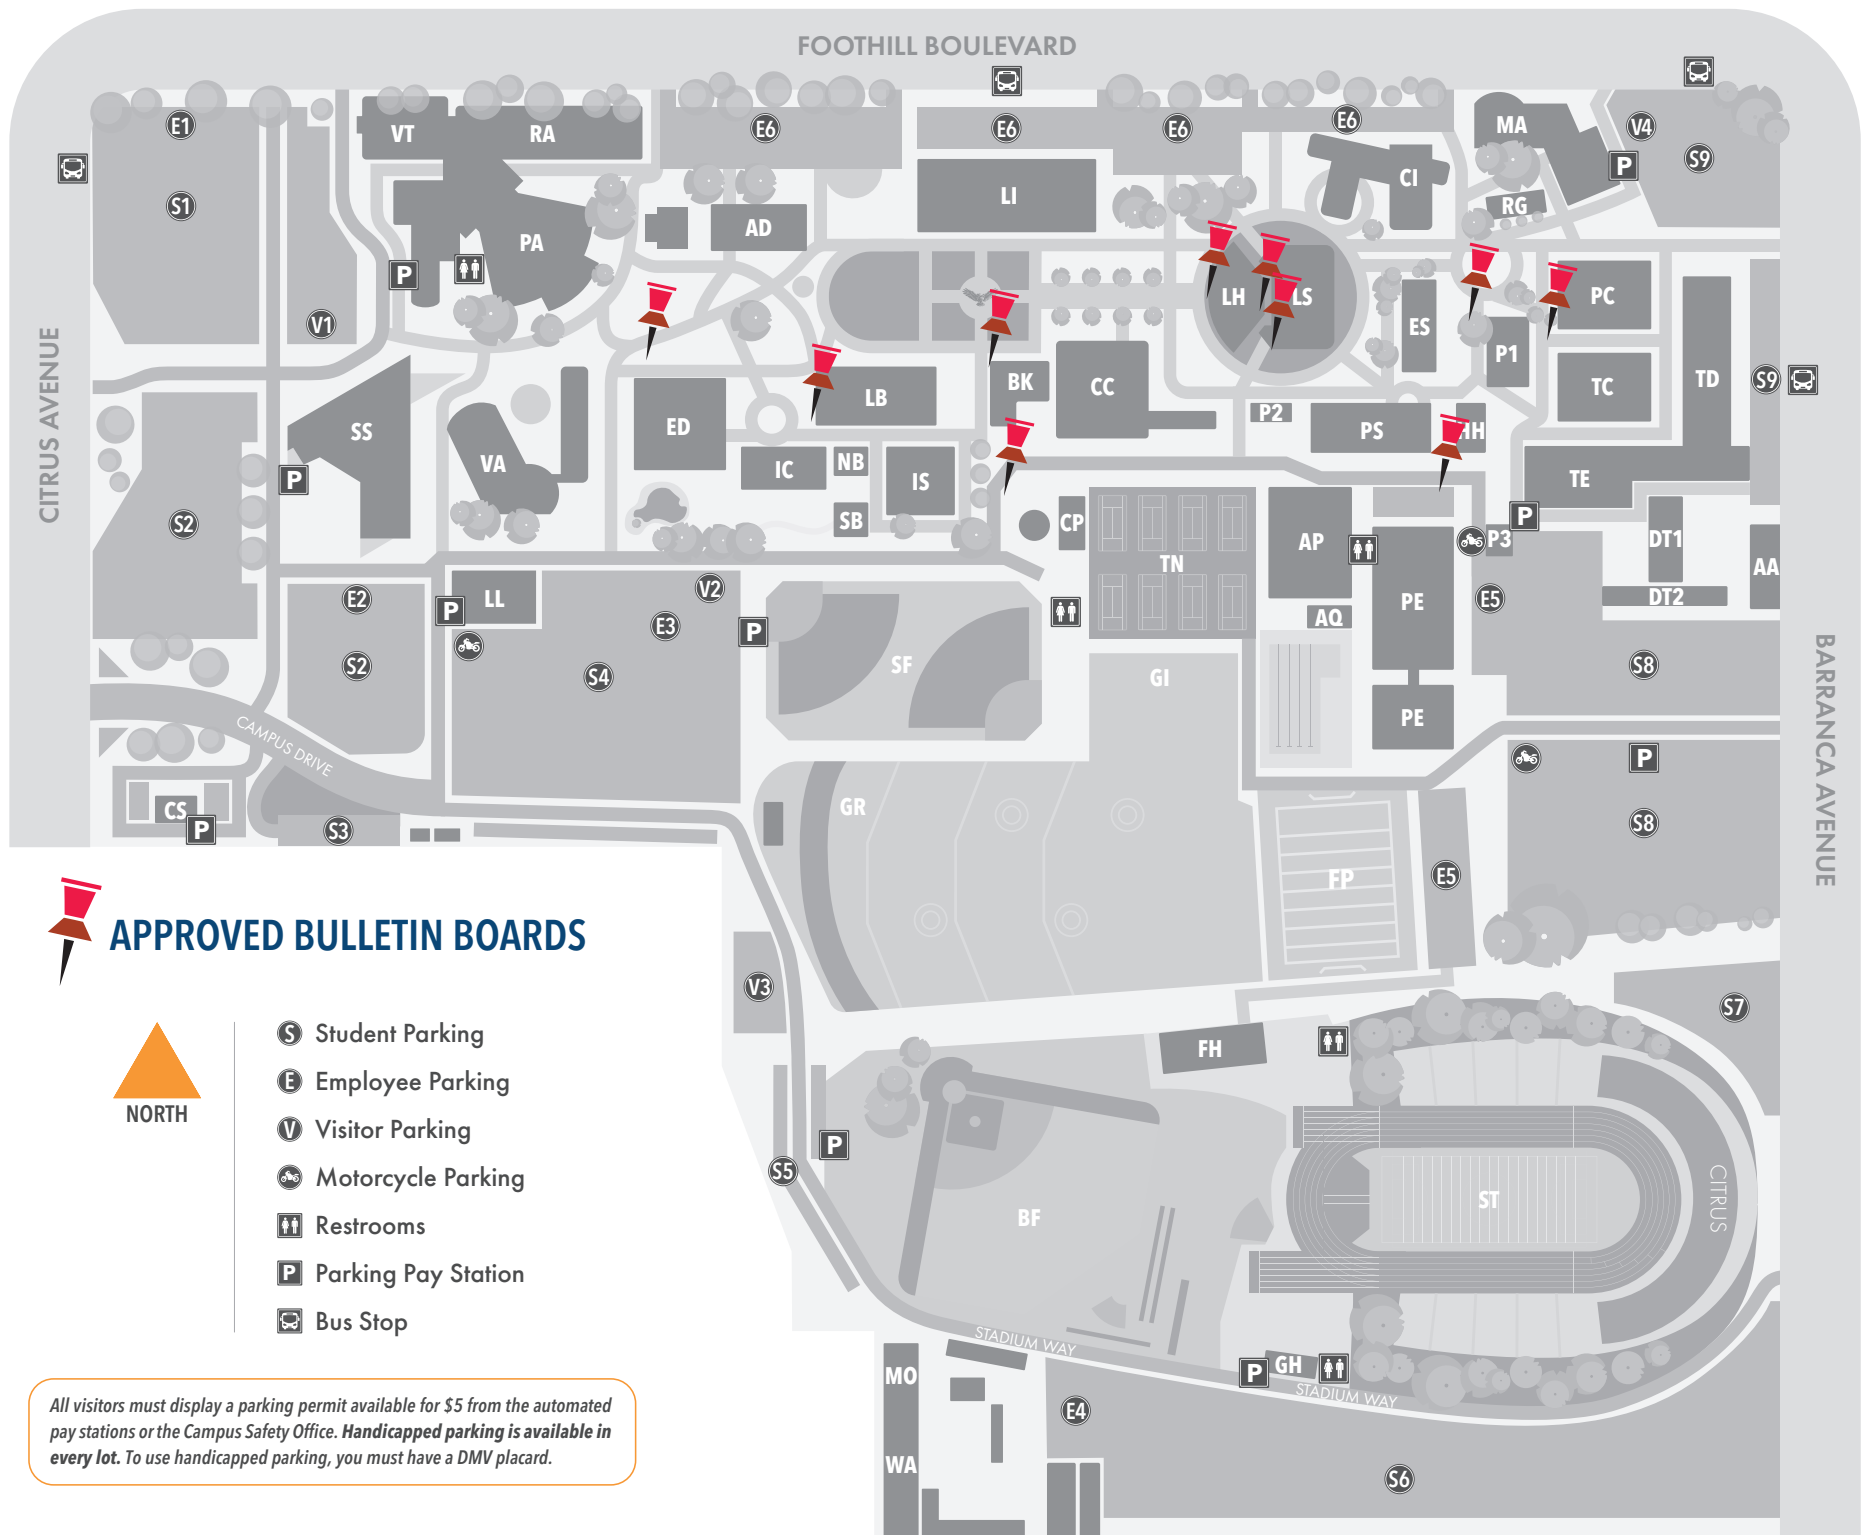 FOOTHILL BOULEVARD
E1
VT
RA
E6
E6
E6
E6
MA
V4
S9
P
S1
PA
AD
LI
CI
RG
P
V1
LH
LS
ES
PC
P1
CITRUS AVENUE
SS
VA
ED
LB
BK
CC
P2
PS
HH
TC
TD
S9
P
IC
NB
IS
SB
TE
S2
CP
TN
AP
P
P3
DT1
AA
DT2
E2
P
LL
V2
E3
P
AQ
PE
E5
S2
S4
SF
GI
PE
S8
BARRANCA AVENUE
CAMPUS DRIVE
CS
P
S3
GR
P
S8
FP
E5
APPROVED BULLETIN BOARDS
V3
S7
NORTH
S Student Parking
E Employee Parking
V Visitor Parking
Motorcycle Parking
Restrooms
P Parking Pay Station
Bus Stop
FH
P
S5
BF
ST
CITRUS
STADIUM WAY
P
GH
STADIUM WAY
MO
E4
WA
S6
All visitors must display a parking permit available for $5 from the automated
pay stations or the Campus Safety Office. Handicapped parking is available in
every lot. To use handicapped parking, you must have a DMV placard.